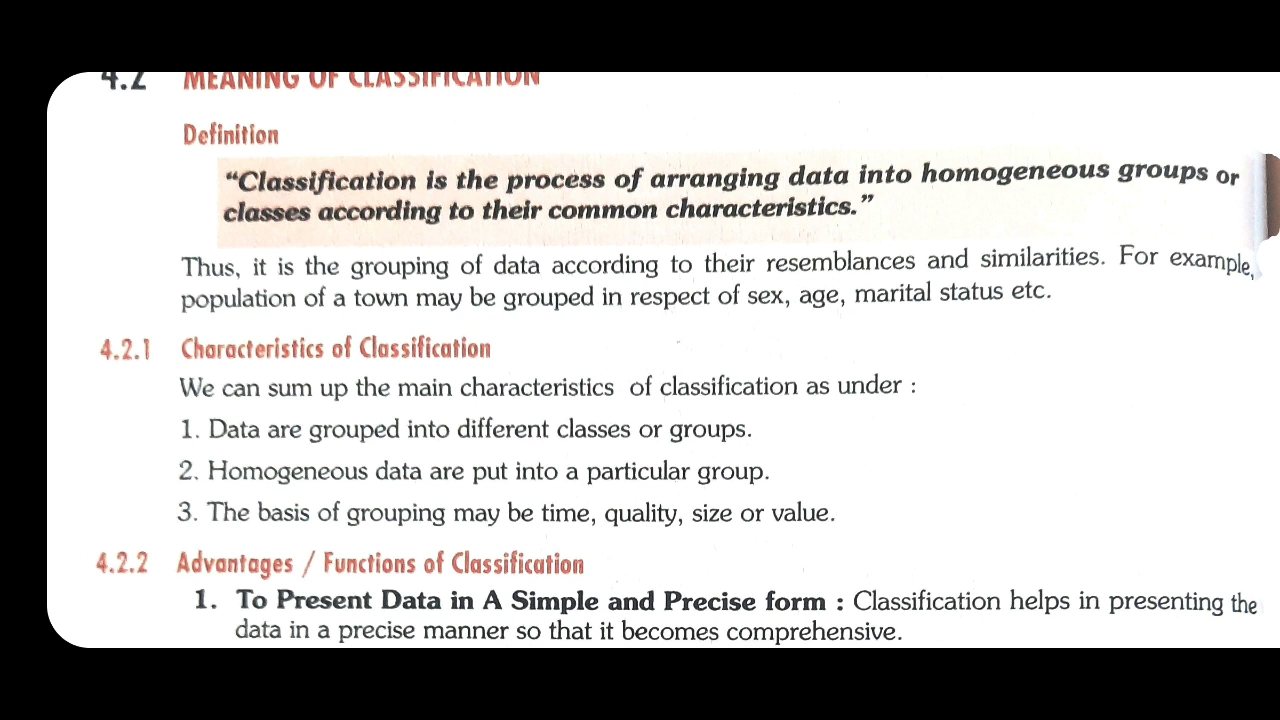 4.2 MEANING OF CLASSIFICATION
Definition
“Classification is the process of arranging data into homogeneous groups or
classes according to their common characteristics.”
Thus, it is the grouping of data according to their resemblances and similarities. For example,
population of a town may be grouped in respect of sex, age, marital status etc.
4.2.1 Characteristics of Classification
We can sum up the main characteristics of classification as under :
1. Data are grouped into different classes or groups.
2. Homogeneous data are put into a particular group.
3. The basis of grouping may be time, quality, size or value.
4.2.2 Advantages / Functions of Classification
1. To Present Data in A Simple and Precise form : Classification helps in presenting the
data in a precise manner so that it becomes comprehensive.